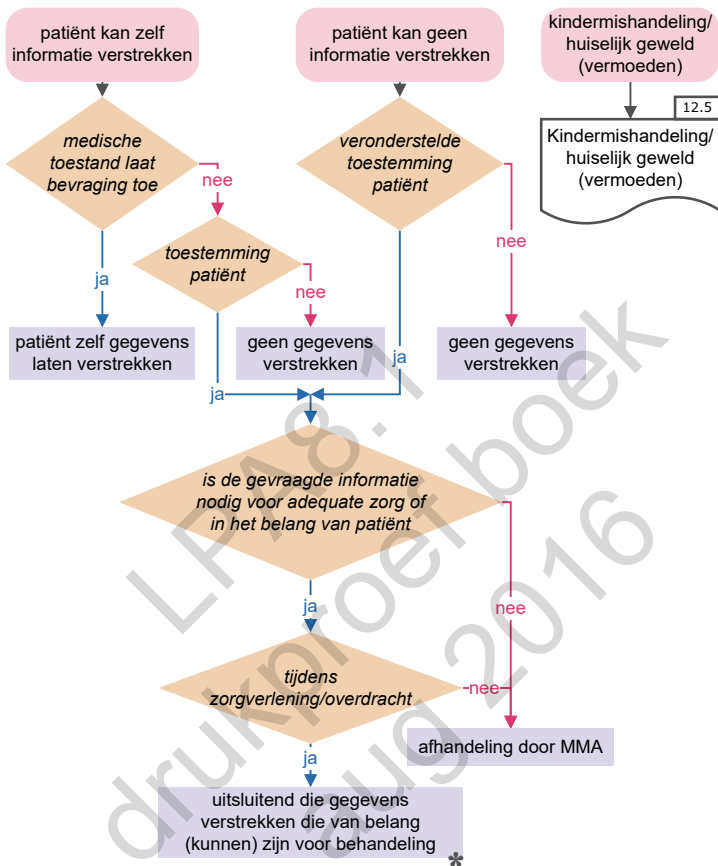 patiënt kan zelf
informatie verstrekken
patiënt kan geen
informatie verstrekken
kindermishandeling/
huiselijk geweld
(vermoeden)
12.5
Kindermishandeling/
huiselijk geweld
(vermoeden)
medische
toestand laat
bevraging toe
nee
veronderstelde
toestemming
patiënt
nee
toestemming
patiënt
ja
nee
patiënt zelf gegevens
laten verstrekken
geen gegevens
verstrekken
geen gegevens
verstrekken
ja
ja
is de gevraagde informatie
nodig voor adequate zorg of
in het belang van patiënt
ja
nee
tijdens
zorgverlening/overdracht
nee
ja
afhandeling door MMA
uitsluitend die gegevens
verstrekken die van belang
(kunnen) zijn voor behandeling
*
LPA8.1
drukproef boek
aug 2016